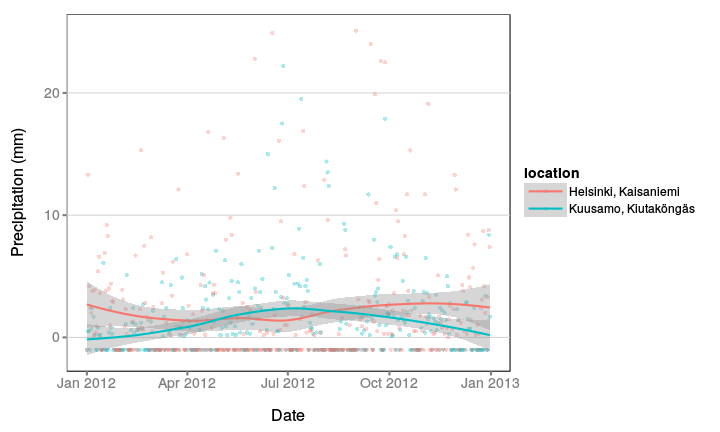 Precipitation (mm)
20
10
0
Jan 2012 Apr 2012 Jul 2012 Oct 2012 Jan 2013
Date
location
Helsinki, Kaisaniemi
Kuusamo, Kiutaköngäs